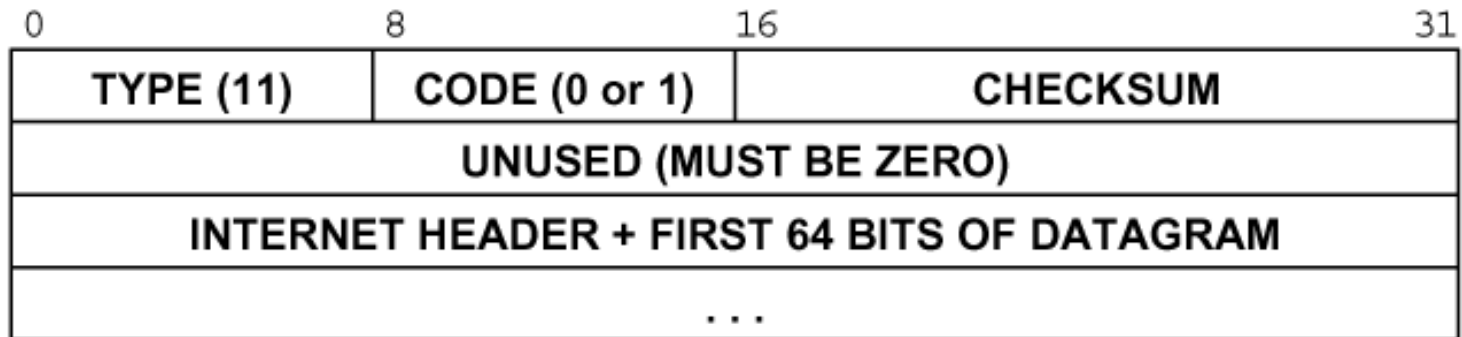 0 8 16 31
TYPE (11) CODE (0 or 1) CHECKSUM
UNUSED (MUST BE ZERO)
INTERNET HEADER + FIRST 64 BITS OF DATAGRAM
. . .